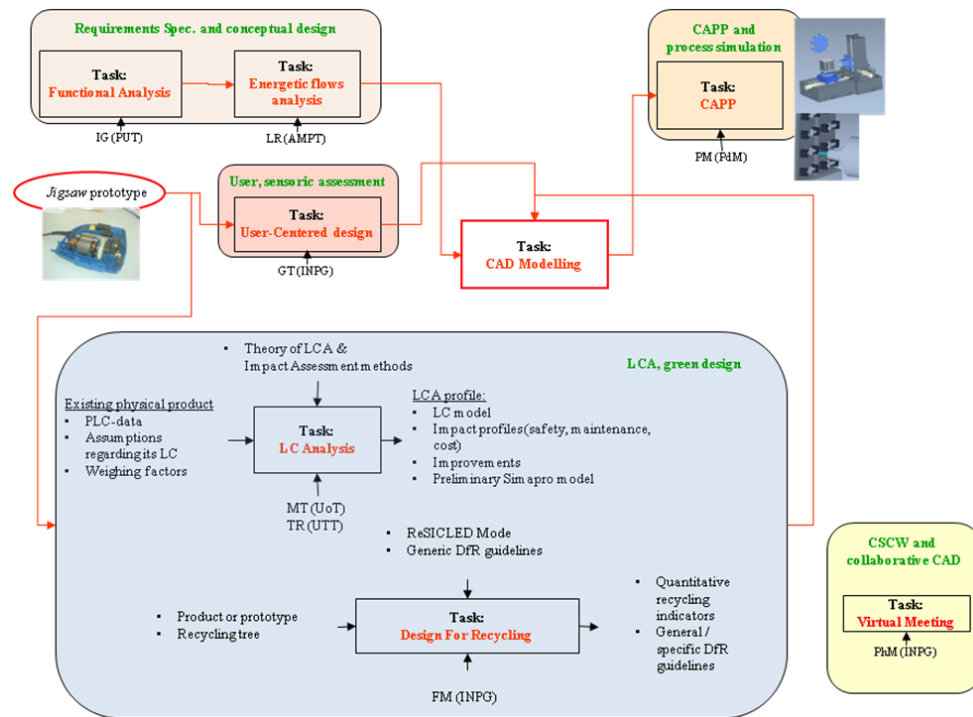 Requirements Spec. and conceptual design
Task:
Functional Analysis
Task:
Energetic flows
analysis
IG (PUT)
LR (AMPT)
CAPP and
process simulation
Task:
CAPP
PM (PdM)
Jigsaw prototype
User, sensoric assessment
Task:
User-Centered design
GT (INPG)
Task:
CAD Modelling
LCA, green design
▪ Theory of LCA &
Impact Assessment methods
Existing physical product
▪ PLC-data
▪ Assumptions
regarding its LC
▪ Weighing factors
Task:
LC Analysis
LCA profile:
▪ LC model
▪ Impact profiles (safety, maintenance,
cost)
▪ Improvements
▪ Preliminary Simapro model
MT (UoT)
TR (UTT)
▪ ReSICLED Mode
▪ Generic DfR guidelines
▪ Product or prototype
▪ Recycling tree
Task:
Design For Recycling
▪ Quantitative
recycling
indicators
▪ General /
specific DfR
guidelines
FM (INPG)
CSCW and
collaborative CAD
Task:
Virtual Meeting
PhM (INPG)